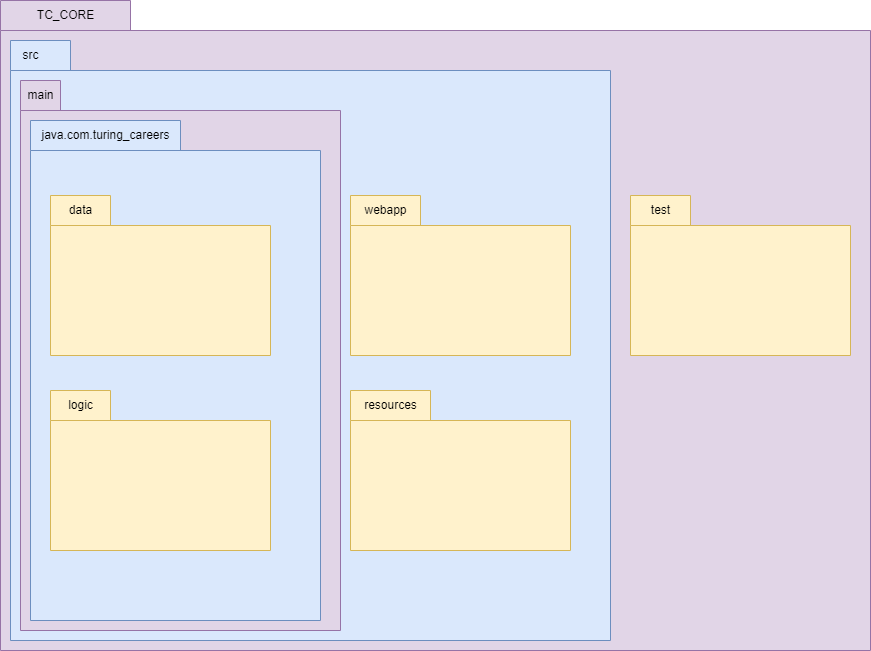 TC_CORE
src
main
java.com.turing_careers
data
webapp
test
logic
resources